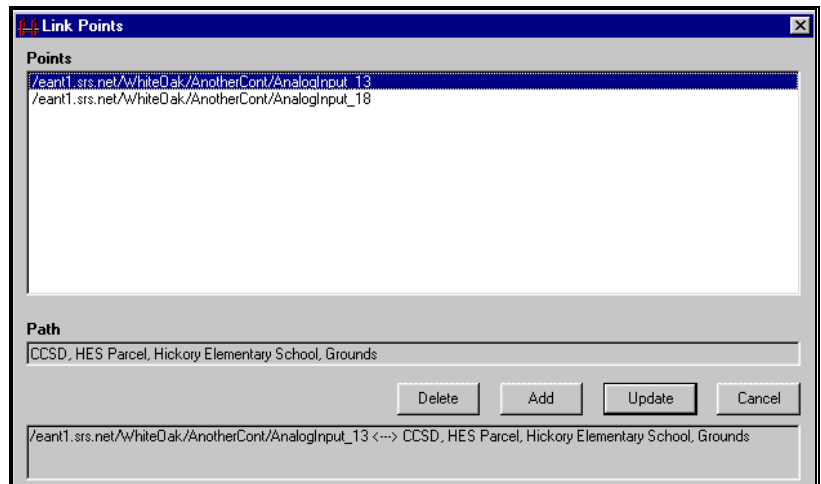 Link Points
Points
/eant1.srs.net/WhiteOak/AnotherCont/AnalogInput_13
/eant1.srs.net/WhiteOak/AnotherCont/AnalogInput_18
Path
CCSD, HES Parcel, Hickory Elementary School, Grounds
Delete Add Update Cancel
/eant1.srs.net/WhiteOak/AnotherCont/AnalogInput_13 <---> CCSD, HES Parcel, Hickory Elementary School, Grounds